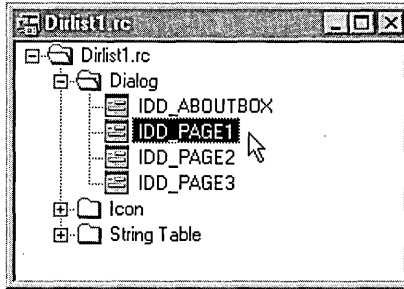 Dirlist1.rc
Dirlist1.rc
Dialog
IDD_ABOUTBOX
IDD_PAGE1
IDD_PAGE2
IDD_PAGE3
Icon
String Table